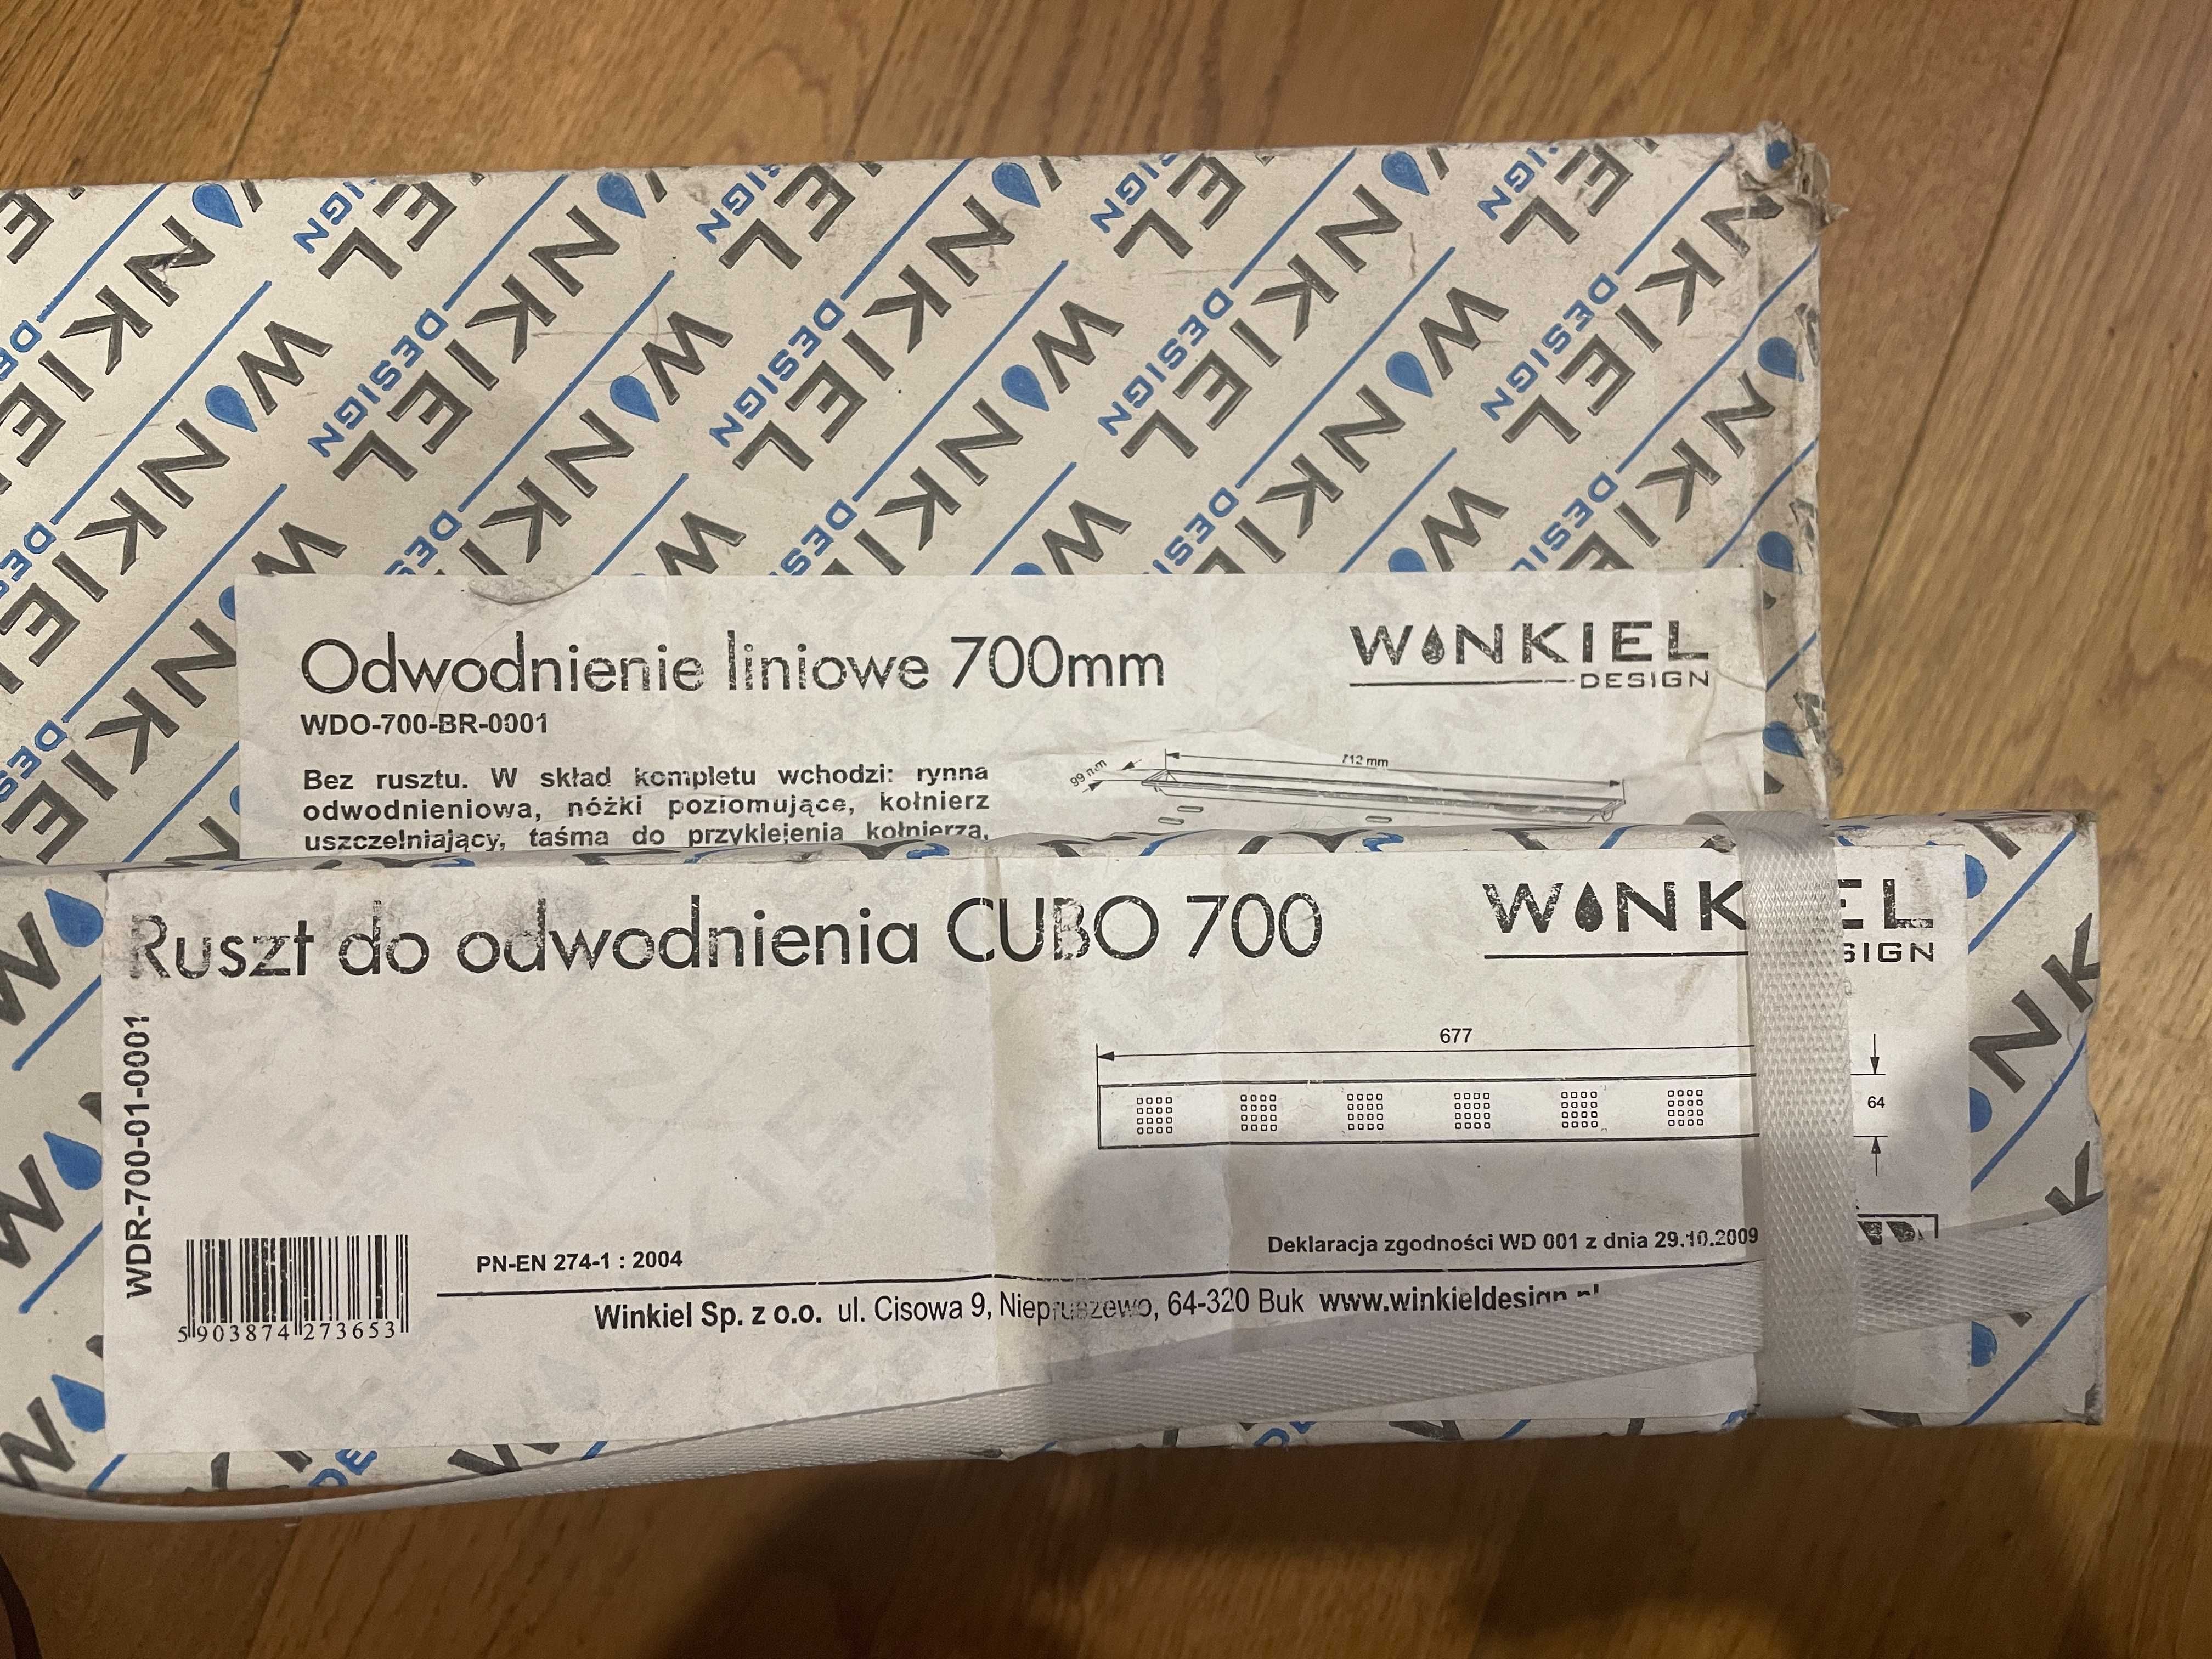 Odwodnienie liniowe 700mm
WINKIEL
DESIGN
WDO-700-BR-0001
Bez rusztu. W skład kompletu wchodzi: rynna
odwodnieniowa, nóżki poziomujące, kołnierz
uszczelniający, taśma do przyklejenia kołnierza,
99 mm
712 mm
Ruszt do odwodnienia CUBO 700
WINK EL
SIGN
WDR-700-01-0001
677
64
5903874273653
PN-EN 274-1 : 2004
Deklaracja zgodności WD 001 z dnia 29.10.2009
Winkiel Sp. z o.o. ul. Cisowa 9, Niepruszewo, 64-320 Buk www.winkieldesign.pl